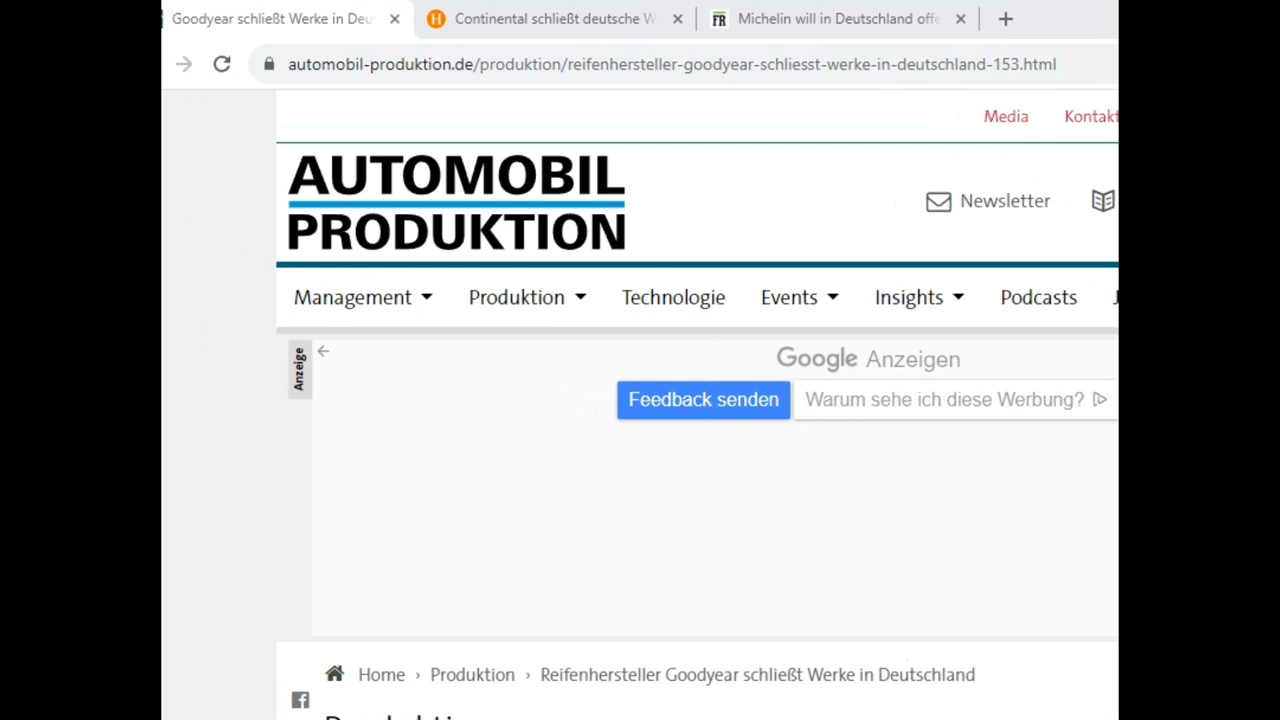 Goodyear schließt Werke in Deu
Continental schließt deutsche W
FR Michelin will in Deutschland offe
automobil-produktion.de/produktion/reifenhersteller-goodyear-schliesst-werke-in-deutschland-153.html
Media Kontakt
AUTOMOBIL
PRODUKTION
Newsletter
Management Produktion Technologie Events Insights Podcasts
Anzeige
Google Anzeigen
Feedback senden Warum sehe ich diese Werbung?
Home › Produktion › Reifenhersteller Goodyear schließt Werke in Deutschland